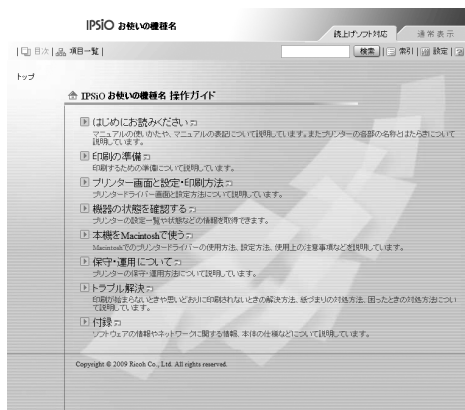 IPSiO お使いの機種名
読上げソフト対応 通常表示
目次 項目一覧 検索 索引 設定
トップ
IPSiO お使いの機種名 操作ガイド
はじめにお読みください
マニュアルの使いかたや、マニュアルの表記について説明しています。またプリンターの各部の名称とはたらきについて
説明しています。
印刷の準備
印刷するための準備について説明しています。
プリンター画面と設定・印刷方法
プリンタードライバー画面と設定方法について説明しています。
機器の状態を確認する
プリンターの設定一覧や状態などの情報を取得できます。
本機をMacintoshで使う
Macintoshでのプリンタードライバーの使用方法、設定方法、使用上の注意事項などを説明しています。
保守・運用について
プリンターの保守・運用方法について説明しています。
トラブル解決
印刷が始まらないときや思いどおりに印刷されないときの解決方法、紙づまりの対処方法、困ったときの対処方法につい
て説明しています。
付録
ソフトウェアの情報やネットワークに関する情報、本体の仕様などについて説明しています。
Copyright © 2009 Ricoh Co., Ltd. All rights reserved.